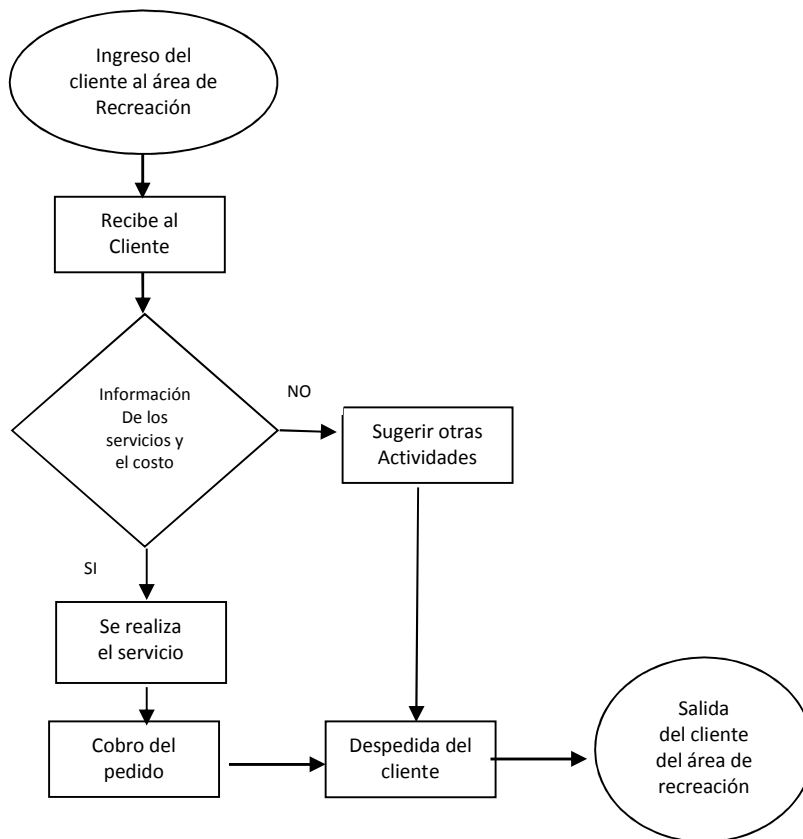 Ingreso del
cliente al área de
Recreación
Recibe al
Cliente
Información
De los
servicios y
el costo
NO
Sugerir otras
Actividades
SI
Se realiza
el servicio
Cobro del
pedido
Despedida del
cliente
Salida
del cliente
del área de
recreación